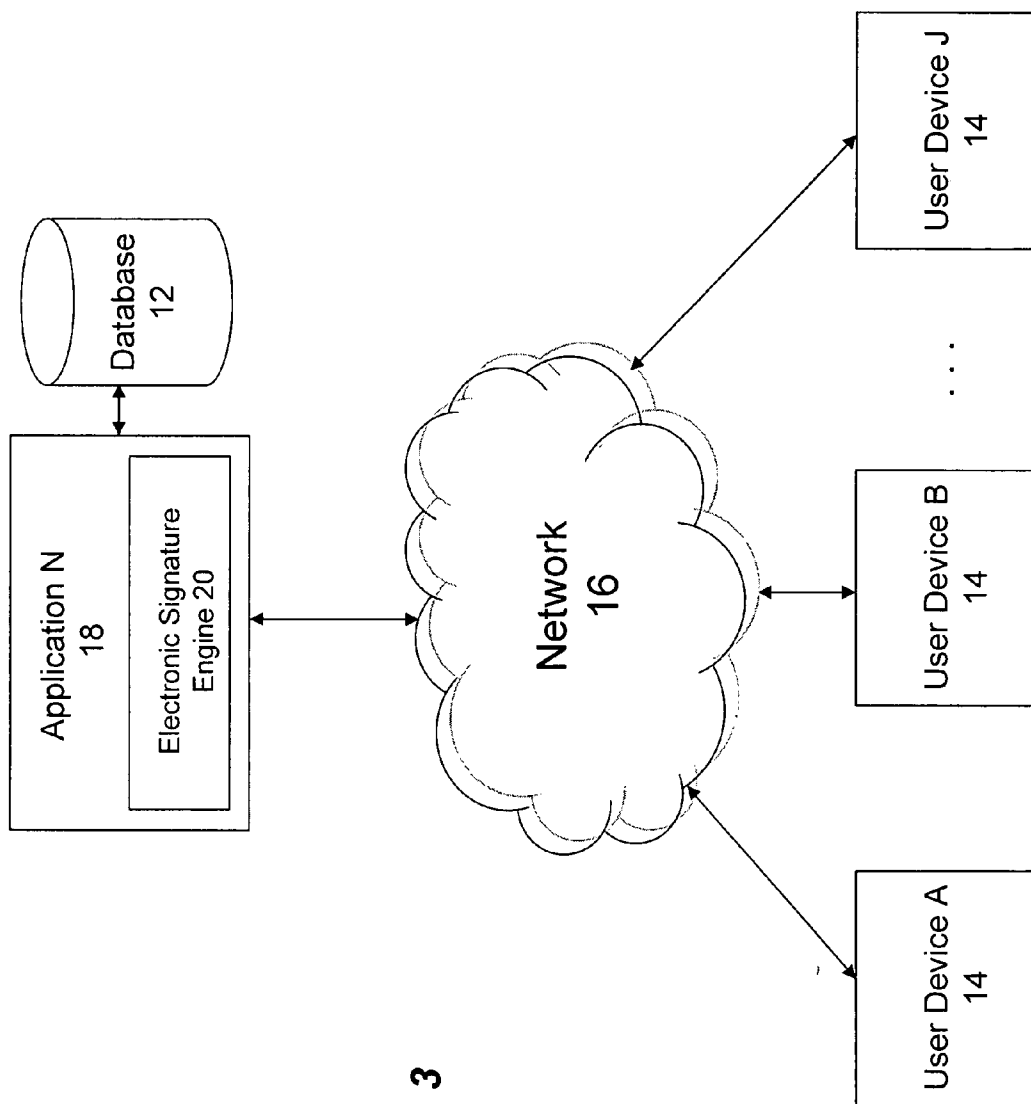 Application N
18
Electronic Signature
Engine 20
Database
12
Network
16
User Device A
14
User Device B
14
. . .
User Device J
14
3